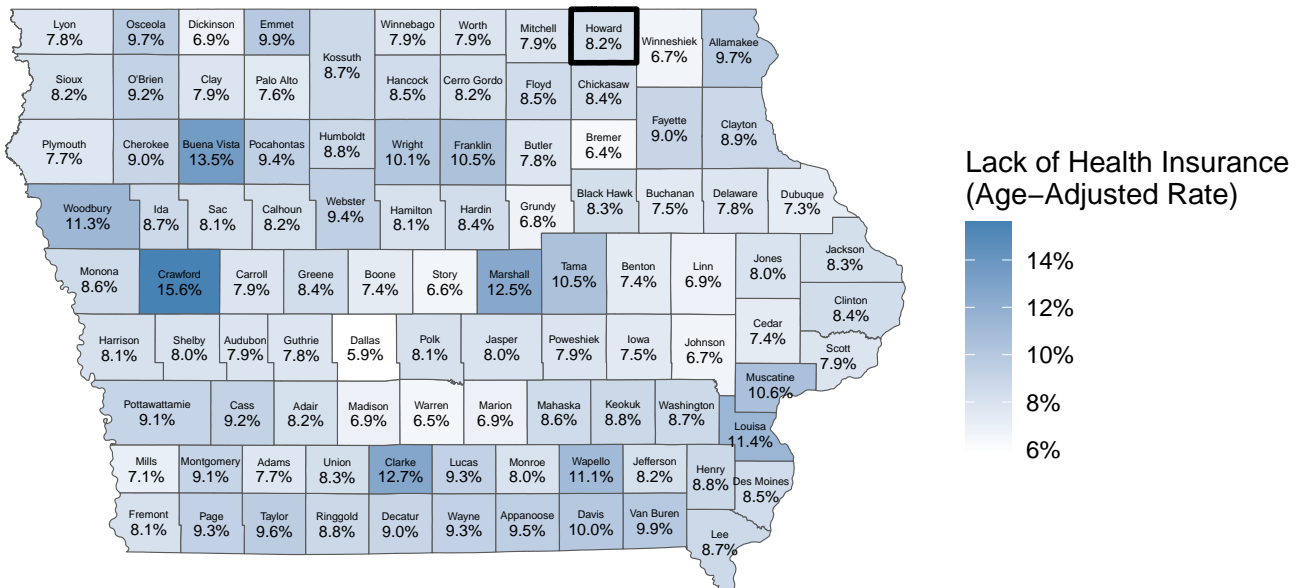 Lyon
7.8%
Osceola
9.7%
Dickinson
6.9%
Emmet
9.9%
Kossuth
8.7%
Winnebago
7.9%
Worth
7.9%
Mitchell
7.9%
Howard
8.2%
Winneshiek
6.7%
Allamakee
9.7%
Sioux
8.2%
O'Brien
9.2%
Clay
7.9%
Palo Alto
7.6%
Hancock
8.5%
Cerro Gordo
8.2%
Floyd
8.5%
Chickasaw
8.4%
Fayette
9.0%
Clayton
8.9%
Plymouth
7.7%
Cherokee
9.0%
Buena Vista
13.5%
Pocahontas
9.4%
Humboldt
8.8%
Wright
10.1%
Franklin
10.5%
Butler
7.8%
Bremer
6.4%
Woodbury
11.3%
Ida
8.7%
Sac
8.1%
Calhoun
8.2%
Webster
9.4%
Hamilton
8.1%
Hardin
8.4%
Grundy
6.8%
Black Hawk
8.3%
Buchanan
7.5%
Delaware
7.8%
Dubuque
7.3%
Monona
8.6%
Crawford
15.6%
Carroll
7.9%
Greene
8.4%
Boone
7.4%
Story
6.6%
Marshall
12.5%
Tama
10.5%
Benton
7.4%
Linn
6.9%
Jones
8.0%
Jackson
8.3%
Clinton
8.4%
Harrison
8.1%
Shelby
8.0%
Audubon
7.9%
Guthrie
7.8%
Dallas
5.9%
Polk
8.1%
Jasper
8.0%
Poweshiek
7.9%
Iowa
7.5%
Johnson
6.7%
Cedar
7.4%
Scott
7.9%
Muscatine
10.6%
Pottawattamie
9.1%
Cass
9.2%
Adair
8.2%
Madison
6.9%
Warren
6.5%
Marion
6.9%
Mahaska
8.6%
Keokuk
8.8%
Washington
8.7%
Louisa
11.4%
Mills
7.1%
Montgomery
9.1%
Adams
7.7%
Union
8.3%
Clarke
12.7%
Lucas
9.3%
Monroe
8.0%
Wapello
11.1%
Jefferson
8.2%
Henry
8.8%
Des Moines
8.5%
Fremont
8.1%
Page
9.3%
Taylor
9.6%
Ringgold
8.8%
Decatur
9.0%
Wayne
9.3%
Appanoose
9.5%
Davis
10.0%
Van Buren
9.9%
Lee
8.7%
Lack of Health Insurance
(Age−Adjusted Rate)
14%
12%
10%
8%
6%